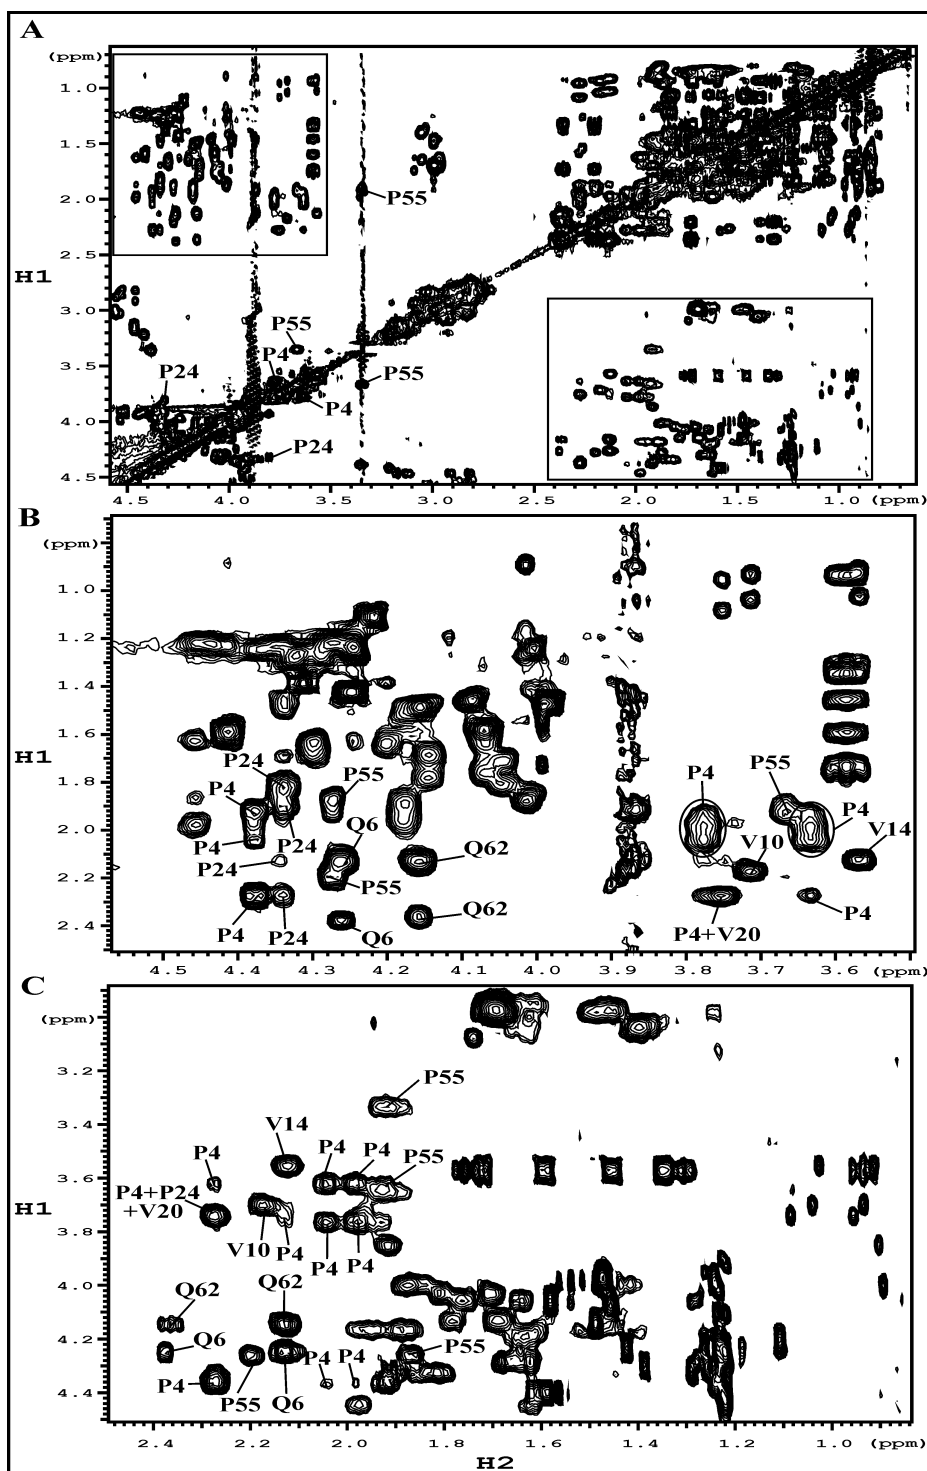 A
(ppm)
1.0
1.5
P55
2.0
2.5
H1
3.0
P55
3.5
P4
P24
P55
P4
4.0
P24
4.5
4.5 4.0 3.5 3.0 2.0 1.5 1.0 (ppm)
B
(ppm)
1.0
1.2
1.4
1.6
H1
P24 P55 P4 P55
1.8
P4
Q6
2.0
V14
P4 P24 Q62 V10
P24
2.2
P55
Q62
P4
2.4
P4 P24 Q6 P4+V20
4.5 4.4 4.3 4.2 4.1 4.0 3.9 3.8 3.7 3.6 (ppm)
C
(ppm)
3.2
P55
3.4
V14
P4 P4 P4 P55
3.6
P4+P24
+V20
H1
3.8
V10 P4 P4 P4
4.0
Q62 Q62
4.2
Q6 P4 P4 P55
P4
4.4
P55 Q6
2.4 2.2 2.0 1.6 1.4 1.2 1.0 (ppm)
H2